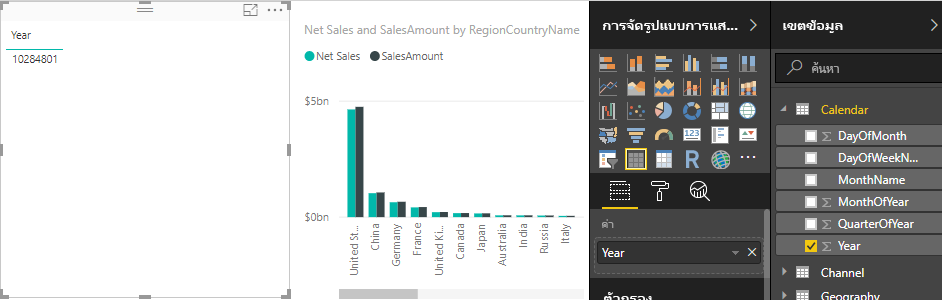 Year
10284801
Net Sales and SalesAmount by RegionCountryName
Net Sales
SalesAmount
$5bn
$0bn
United St...
China
Germany
France
United Ki...
Canada
Japan
Australia
India
Russia
Italy
การจัดรูปแบบการแส...
123
R
ค่า
Year
ตัวกรอง
เขตข้อมูล
ค้นหา
Calendar
DayOfMonth
DayOfWeekN...
MonthName
MonthOfYear
QuarterOfYear
Year
Channel
Geography